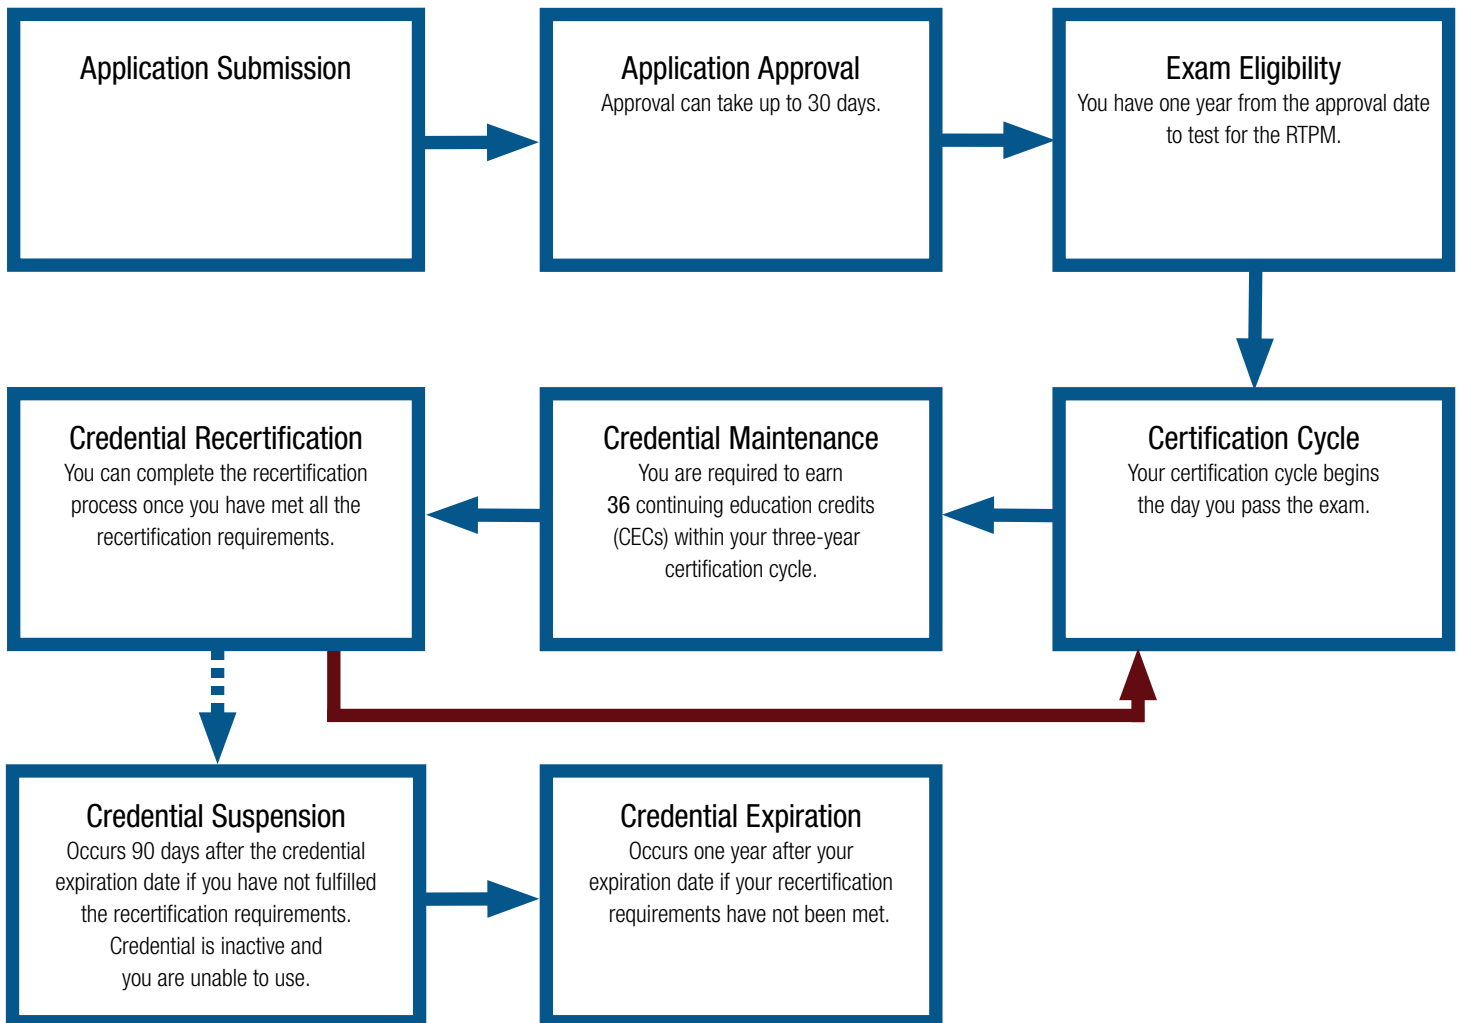 Application Submission
Application Approval
Approval can take up to 30 days.
Exam Eligibility
You have one year from the approval date
to test for the RTPM.
Credential Recertification
You can complete the recertification
process once you have met all the
recertification requirements.
Credential Maintenance
You are required to earn
36 continuing education credits
(CECs) within your three-year
certification cycle.
Certification Cycle
Your certification cycle begins
the day you pass the exam.
Credential Suspension
Occurs 90 days after the credential
expiration date if you have not fulfilled
the recertification requirements.
Credential is inactive and
you are unable to use.
Credential Expiration
Occurs one year after your
expiration date if your recertification
requirements have not been met.